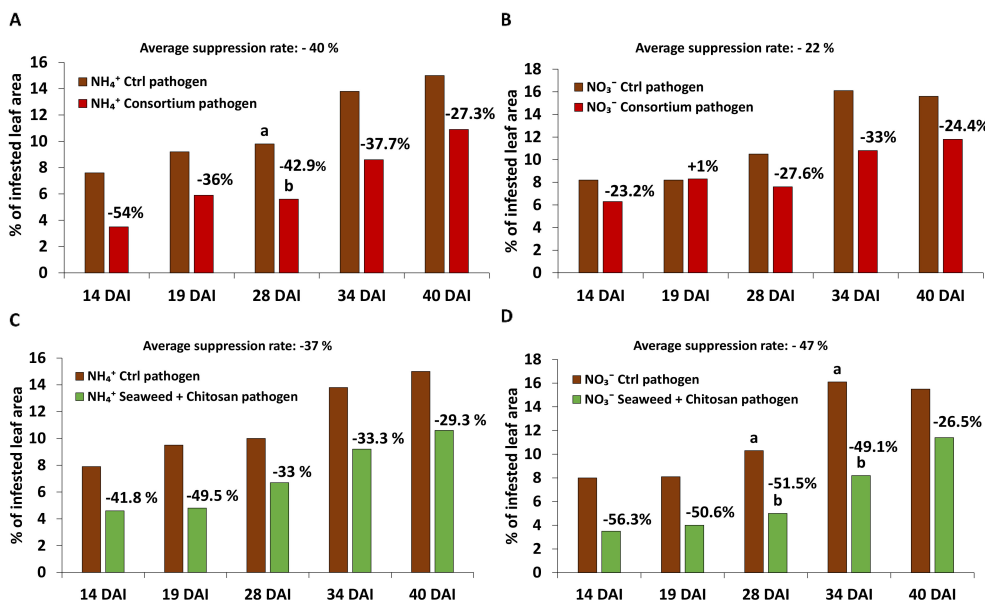 A
Average suppression rate: - 40 %
% of infested leaf area
16
14
12
10
8
6
4
2
0
NH₄⁺ Ctrl pathogen
NH₄⁺ Consortium pathogen
-54%
-36%
a
-42.9%
b
-37.7%
-27.3%
14 DAI 19 DAI 28 DAI 34 DAI 40 DAI
B
Average suppression rate: - 22 %
% of infested leaf area
18
16
14
12
10
8
6
4
2
0
NO₃⁻ Ctrl pathogen
NO₃⁻ Consortium pathogen
-23.2%
+1%
-27.6%
-33%
-24.4%
14 DAI 19 DAI 28 DAI 34 DAI 40 DAI
C
Average suppression rate: -37 %
% of infested leaf area
16
14
12
10
8
6
4
2
0
NH₄⁺ Ctrl pathogen
NH₄⁺ Seaweed + Chitosan pathogen
-41.8 %
-49.5 %
-33 %
-33.3 %
-29.3 %
14 DAI 19 DAI 28 DAI 34 DAI 40 DAI
D
Average suppression rate: - 47 %
% of infested leaf area
18
16
14
12
10
8
6
4
2
0
NO₃⁻ Ctrl pathogen
NO₃⁻ Seaweed + Chitosan pathogen
-56.3%
-50.6%
a
-51.5%
b
a
-49.1%
b
-26.5%
14 DAI 19 DAI 28 DAI 34 DAI 40 DAI